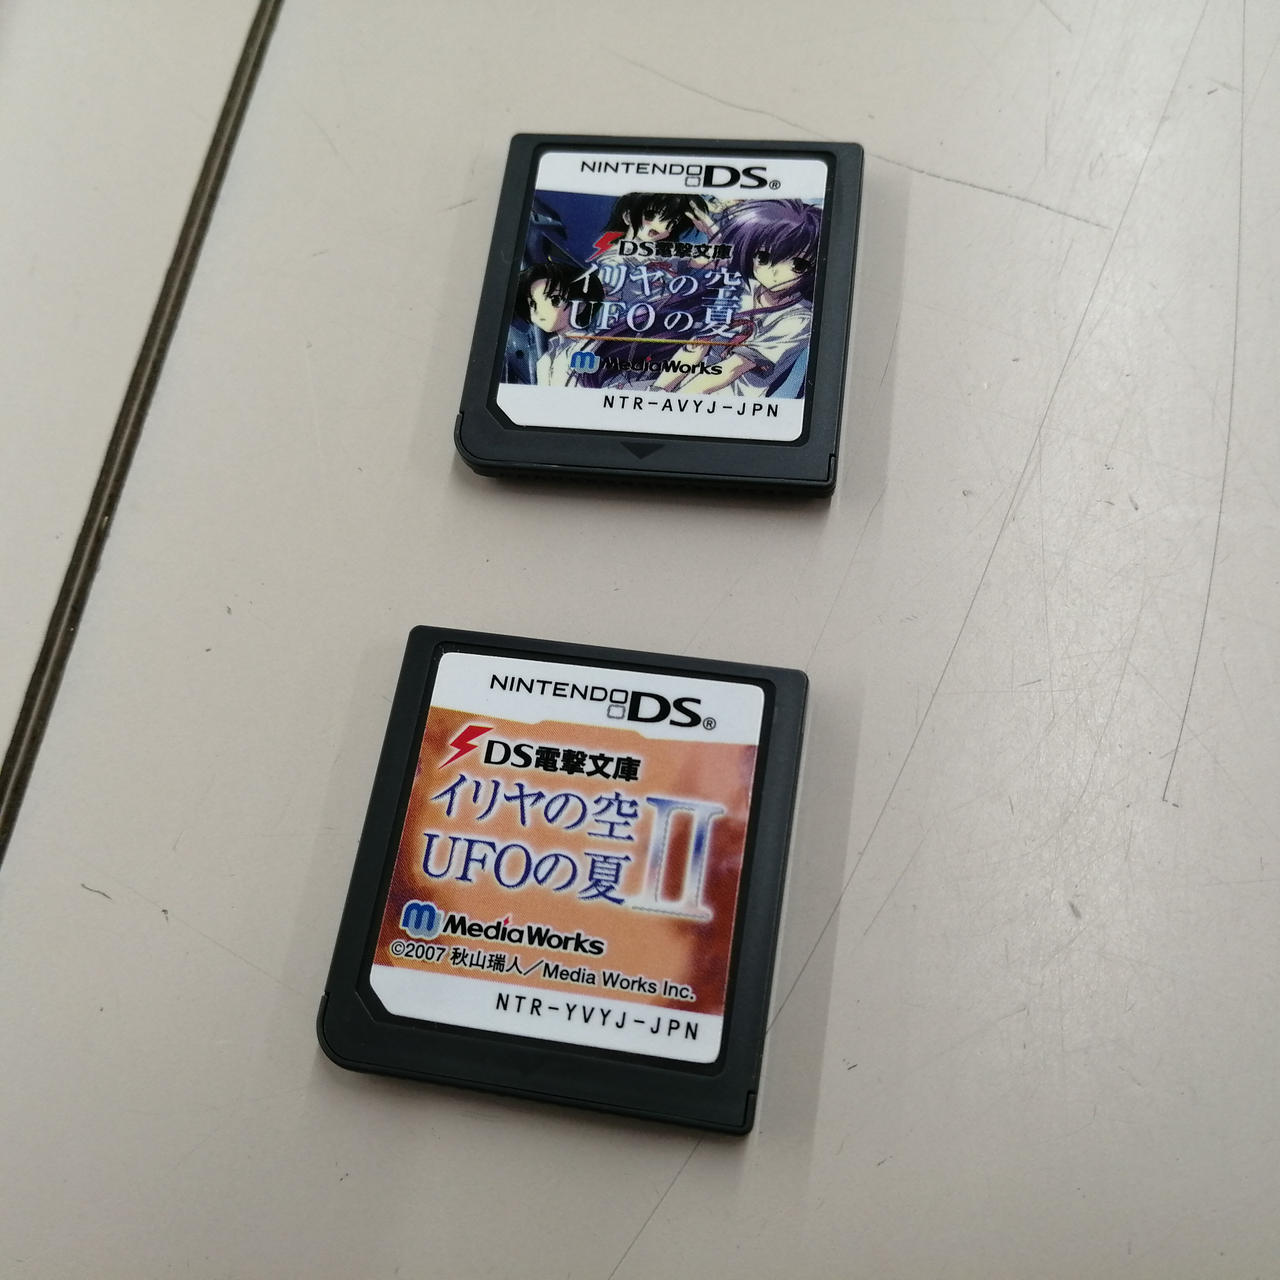 NINTENDO DS®
DS電撃文庫
イリヤの空
UFOの夏
m MediaWorks
NTR-AVYJ-JPN
NINTENDO DS®
DS電撃文庫
イリヤの空 II
UFOの夏
m MediaWorks
©2007 秋山瑞人／Media Works Inc.
NTR-YVYJ-JPN